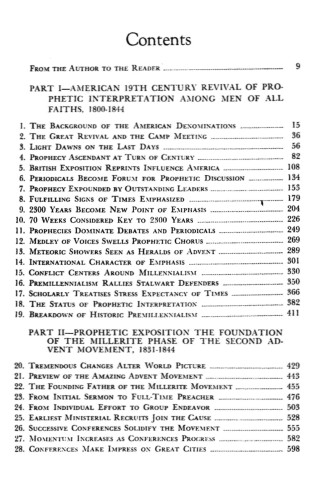 Contents
FROM THE AUTHOR TO THE READER 9
PART I—AMERICAN 19TH CENTURY REVIVAL OF PRO-
PHETIC INTERPRETATION AMONG MEN OF ALL
FAITHS, 1800-1844
1. THE BACKGROUND OF THE AMERICAN DENOMINATIONS 15
2. THE GREAT REVIVAL AND THE CAMP MEETING 36
3. LIGHT DAWNS ON THE LAST DAYS 56
4. PROPHECY ASCENDANT AT TURN OF CENTURY 82
5. BRITISH EXPOSITION REPRINTS INFLUENCE AMERICA 108
6. PERIODICALS BECOME FORUM FOR PROPHETIC DISCUSSION 134
7. PROPHECY EXPOUNDED BY OUTSTANDING LEADERS 153
8. FULFILLING SIGNS OF TIMES EMPHASIZED 179
9. 2300 YEARS BECOME NEW POINT OF EMPHASIS 204
10. 70 WEEKS CONSIDERED KEY TO 2300 YEARS 226
11. PROPHECIES DOMINATE DEBATES AND PERIODICALS 249
12. MEDLEY OF VOICES SWELLS PROPHETIC CHORUS 269
13. METEORIC SHOWERS SEEN AS HERALDS OF ADVENT 289
14. INTERNATIONAL CHARACTER OF EMPHASIS 301
15. CONFLICT CENTERS AROUND MILLENNIALISM 330
16. PREMILLENNIALISM RALLIES STALWART DEFENDERS 350
17. SCHOLARLY TREATISES STRESS EXPECTANCY OF TIMES 366
18. THE STATUS OF PROPHETIC INTERPRETATION 382
19. BREAKDOWN OF HISTORIC PREMILLENNIALISM 411
PART II—PROPHETIC EXPOSITION THE FOUNDATION
OF THE MILLERITE PHASE OF THE SECOND AD-
VENT MOVEMENT, 1831-1844
20. TREMENDOUS CHANGES ALTER WORLD PICTURE 429
21. PREVIEW OF THE AMAZING ADVENT MOVEMENT 443
22. THE FOUNDING FATHER OF THE MILLERITE MOVEMENT 455
23. FROM INITIAL SERMON TO FULL-TIME PREACHER 476
24. FROM INDIVIDUAL EFFORT TO GROUP ENDEAVOR 503
25. EARLIEST MINISTERIAL RECRUITS JOIN THE CAUSE 528
26. SUCCESSIVE CONFERENCES SOLIDIFY THE MOVEMENT 555
27. MOMENTUM INCREASES AS CONFERENCES PROGRESS 582
28. CONFERENCES MAKE IMPRESS ON GREAT CITIES 598